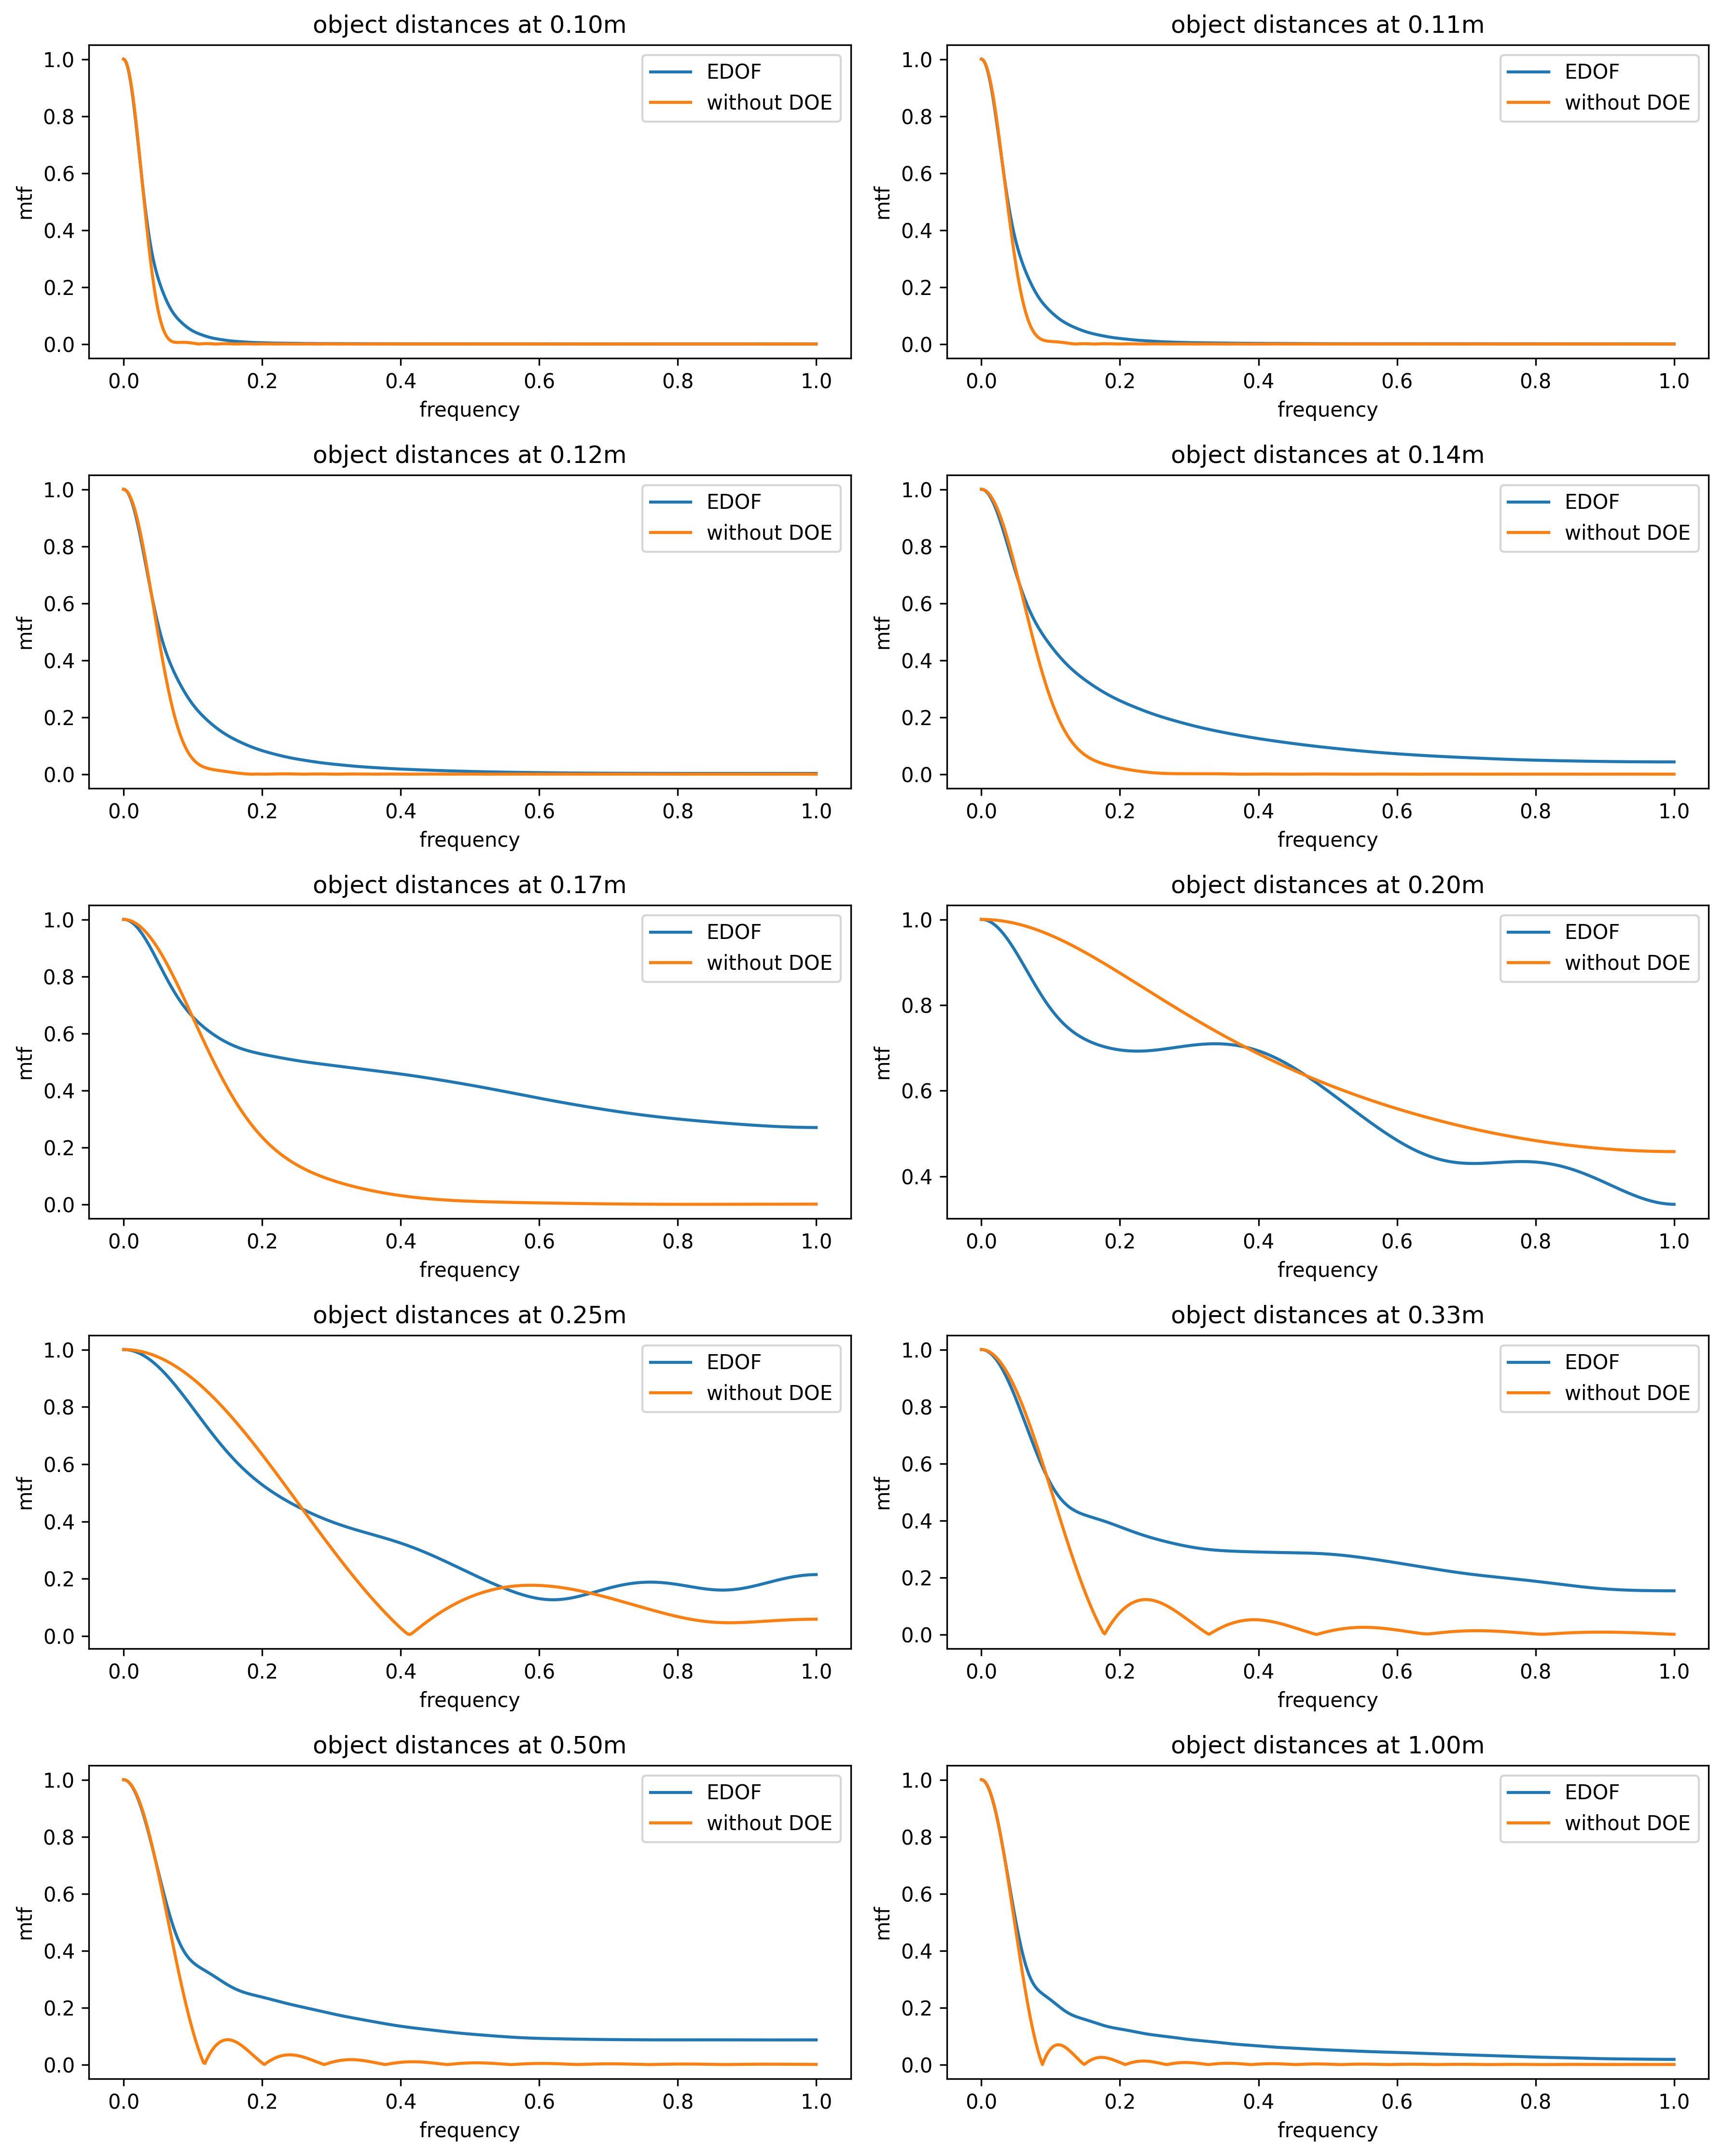 object distances at 0.10m
1.0
0.8
0.6
0.4
0.2
0.0
mtf
EDOF
without DOE
0.0 0.2 0.4 0.6 0.8 1.0
frequency
object distances at 0.11m
1.0
0.8
0.6
0.4
0.2
0.0
mtf
EDOF
without DOE
0.0 0.2 0.4 0.6 0.8 1.0
frequency
object distances at 0.12m
1.0
0.8
0.6
0.4
0.2
0.0
mtf
EDOF
without DOE
0.0 0.2 0.4 0.6 0.8 1.0
frequency
object distances at 0.14m
1.0
0.8
0.6
0.4
0.2
0.0
mtf
EDOF
without DOE
0.0 0.2 0.4 0.6 0.8 1.0
frequency
object distances at 0.17m
1.0
0.8
0.6
0.4
0.2
0.0
mtf
EDOF
without DOE
0.0 0.2 0.4 0.6 0.8 1.0
frequency
object distances at 0.20m
1.0
0.8
0.6
0.4
mtf
EDOF
without DOE
0.0 0.2 0.4 0.6 0.8 1.0
frequency
object distances at 0.25m
1.0
0.8
0.6
0.4
0.2
0.0
mtf
EDOF
without DOE
0.0 0.2 0.4 0.6 0.8 1.0
frequency
object distances at 0.33m
1.0
0.8
0.6
0.4
0.2
0.0
mtf
EDOF
without DOE
0.0 0.2 0.4 0.6 0.8 1.0
frequency
object distances at 0.50m
1.0
0.8
0.6
0.4
0.2
0.0
mtf
EDOF
without DOE
0.0 0.2 0.4 0.6 0.8 1.0
frequency
object distances at 1.00m
1.0
0.8
0.6
0.4
0.2
0.0
mtf
EDOF
without DOE
0.0 0.2 0.4 0.6 0.8 1.0
frequency